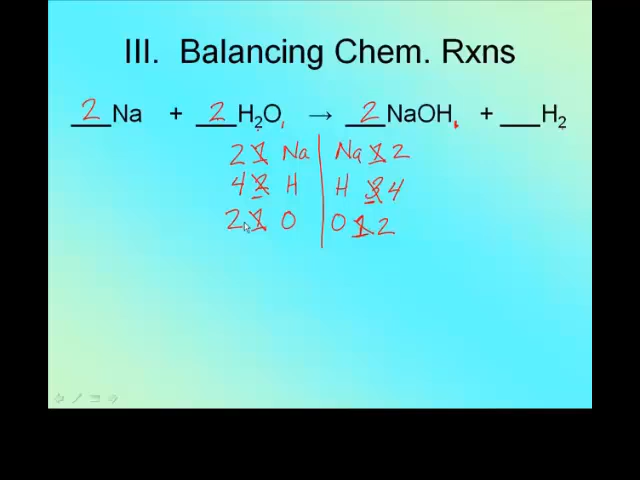 III. Balancing Chem. Rxns
2 Na + 2 H₂O → 2 NaOH + ___H₂
2 1 Na | Na 1 2
4 2 H | H 3 4
2 1 O | O 1 2